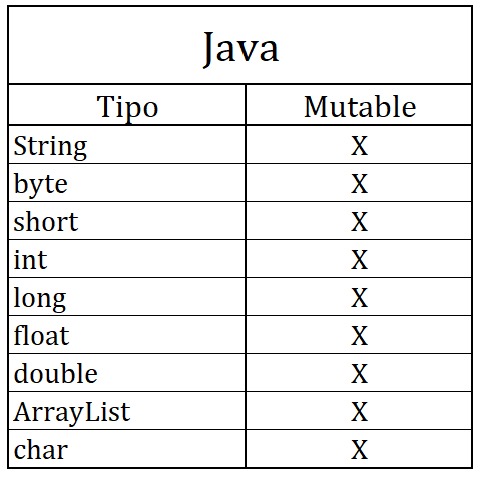 Java
Tipo Mutable
String X
byte X
short X
int X
long X
float X
double X
ArrayList X
char X